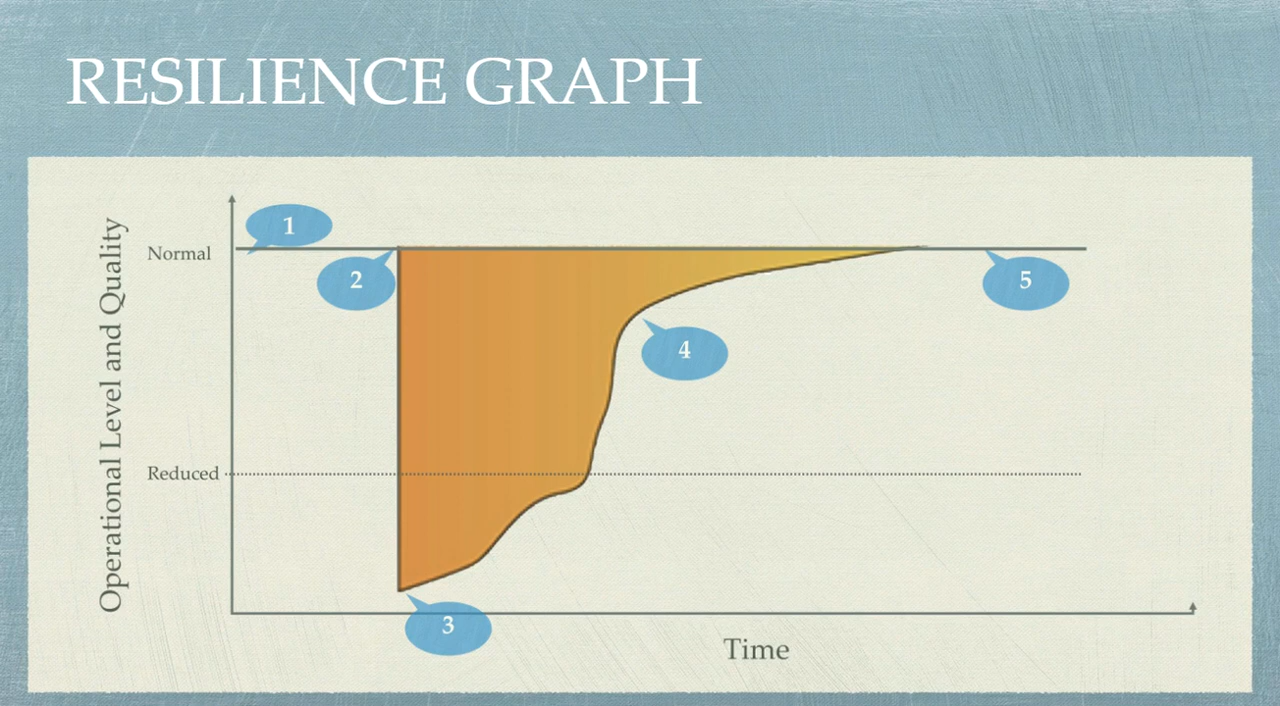 RESILIENCE GRAPH
Operational Level and Quality
1
Normal
2
5
4
Reduced
3
Time